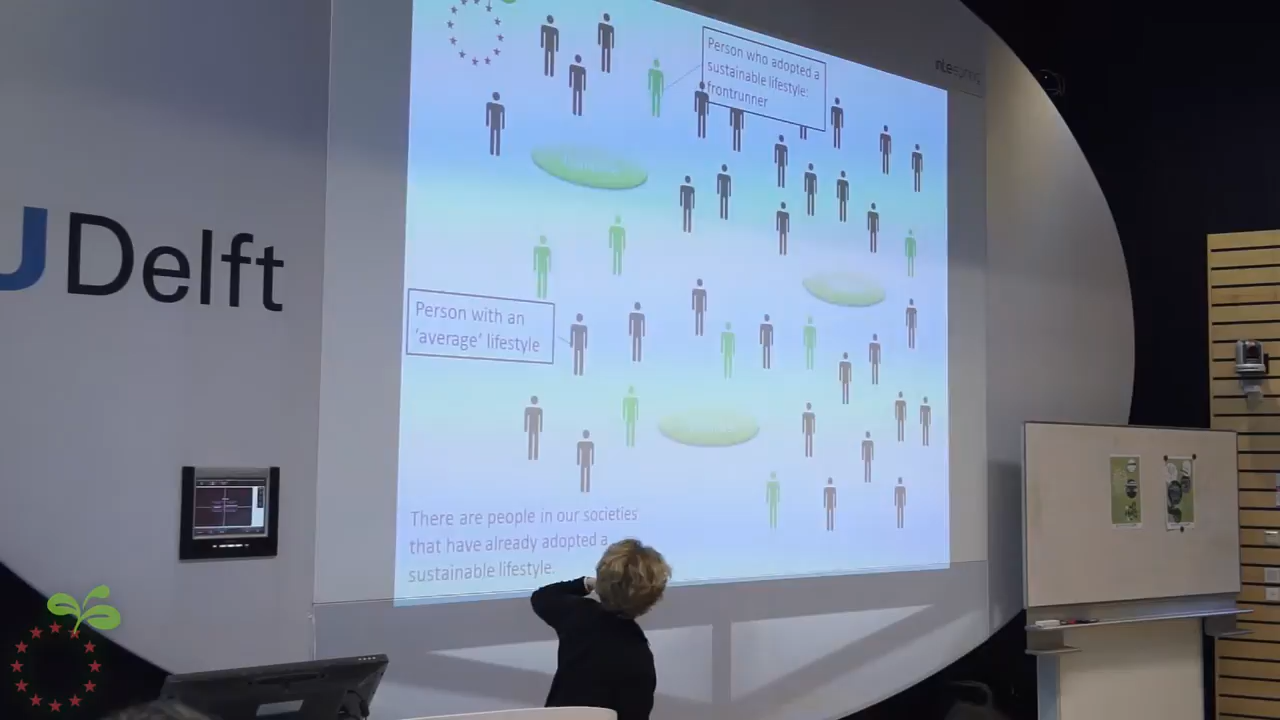 Person who adopted a
sustainable lifestyle:
frontrunner
UDelft
Person with an
‘average’ lifestyle
There are people in our societies
that have already adopted a
sustainable lifestyle.